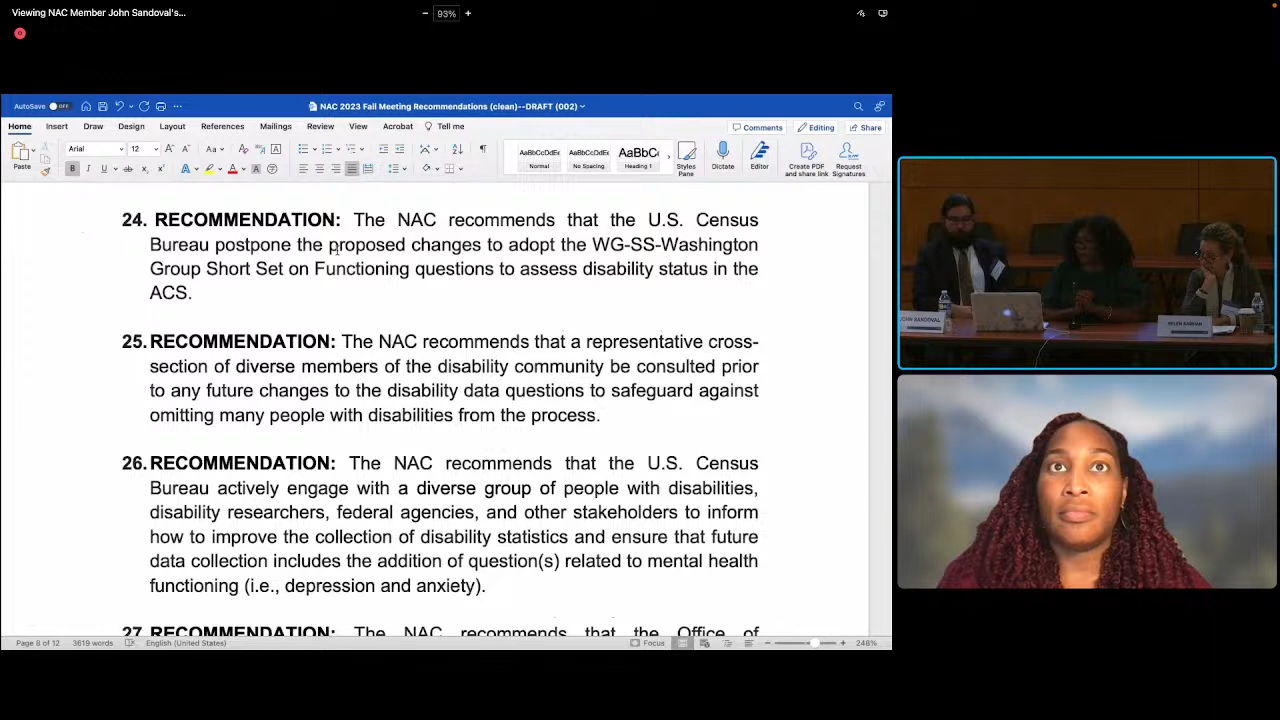 Viewing NAC Member John Sandoval's...
93%
AutoSave OFF
NAC 2023 Fall Meeting Recommendations (clean)--DRAFT (002)
Home Insert Draw Design Layout References Mailings Review View Acrobat Tell me
Comments Editing Share
Paste
Arial 12
AaBbCcDdEe AaBbCcDdEe AaBbC
Normal No Spacing Heading 1
Styles Pane
Dictate
Editor
Create PDF and share link
Request Signatures
24. RECOMMENDATION: The NAC recommends that the U.S. Census
Bureau postpone the proposed changes to adopt the WG-SS-Washington
Group Short Set on Functioning questions to assess disability status in the
ACS.
25. RECOMMENDATION: The NAC recommends that a representative cross-
section of diverse members of the disability community be consulted prior
to any future changes to the disability data questions to safeguard against
omitting many people with disabilities from the process.
26. RECOMMENDATION: The NAC recommends that the U.S. Census
Bureau actively engage with a diverse group of people with disabilities,
disability researchers, federal agencies, and other stakeholders to inform
how to improve the collection of disability statistics and ensure that future
data collection includes the addition of question(s) related to mental health
functioning (i.e., depression and anxiety).
27. RECOMMENDATION: The NAC recommends that the Office of
Page 8 of 12 3619 words English (United States)
Focus
248%
JOHN SANDOVAL